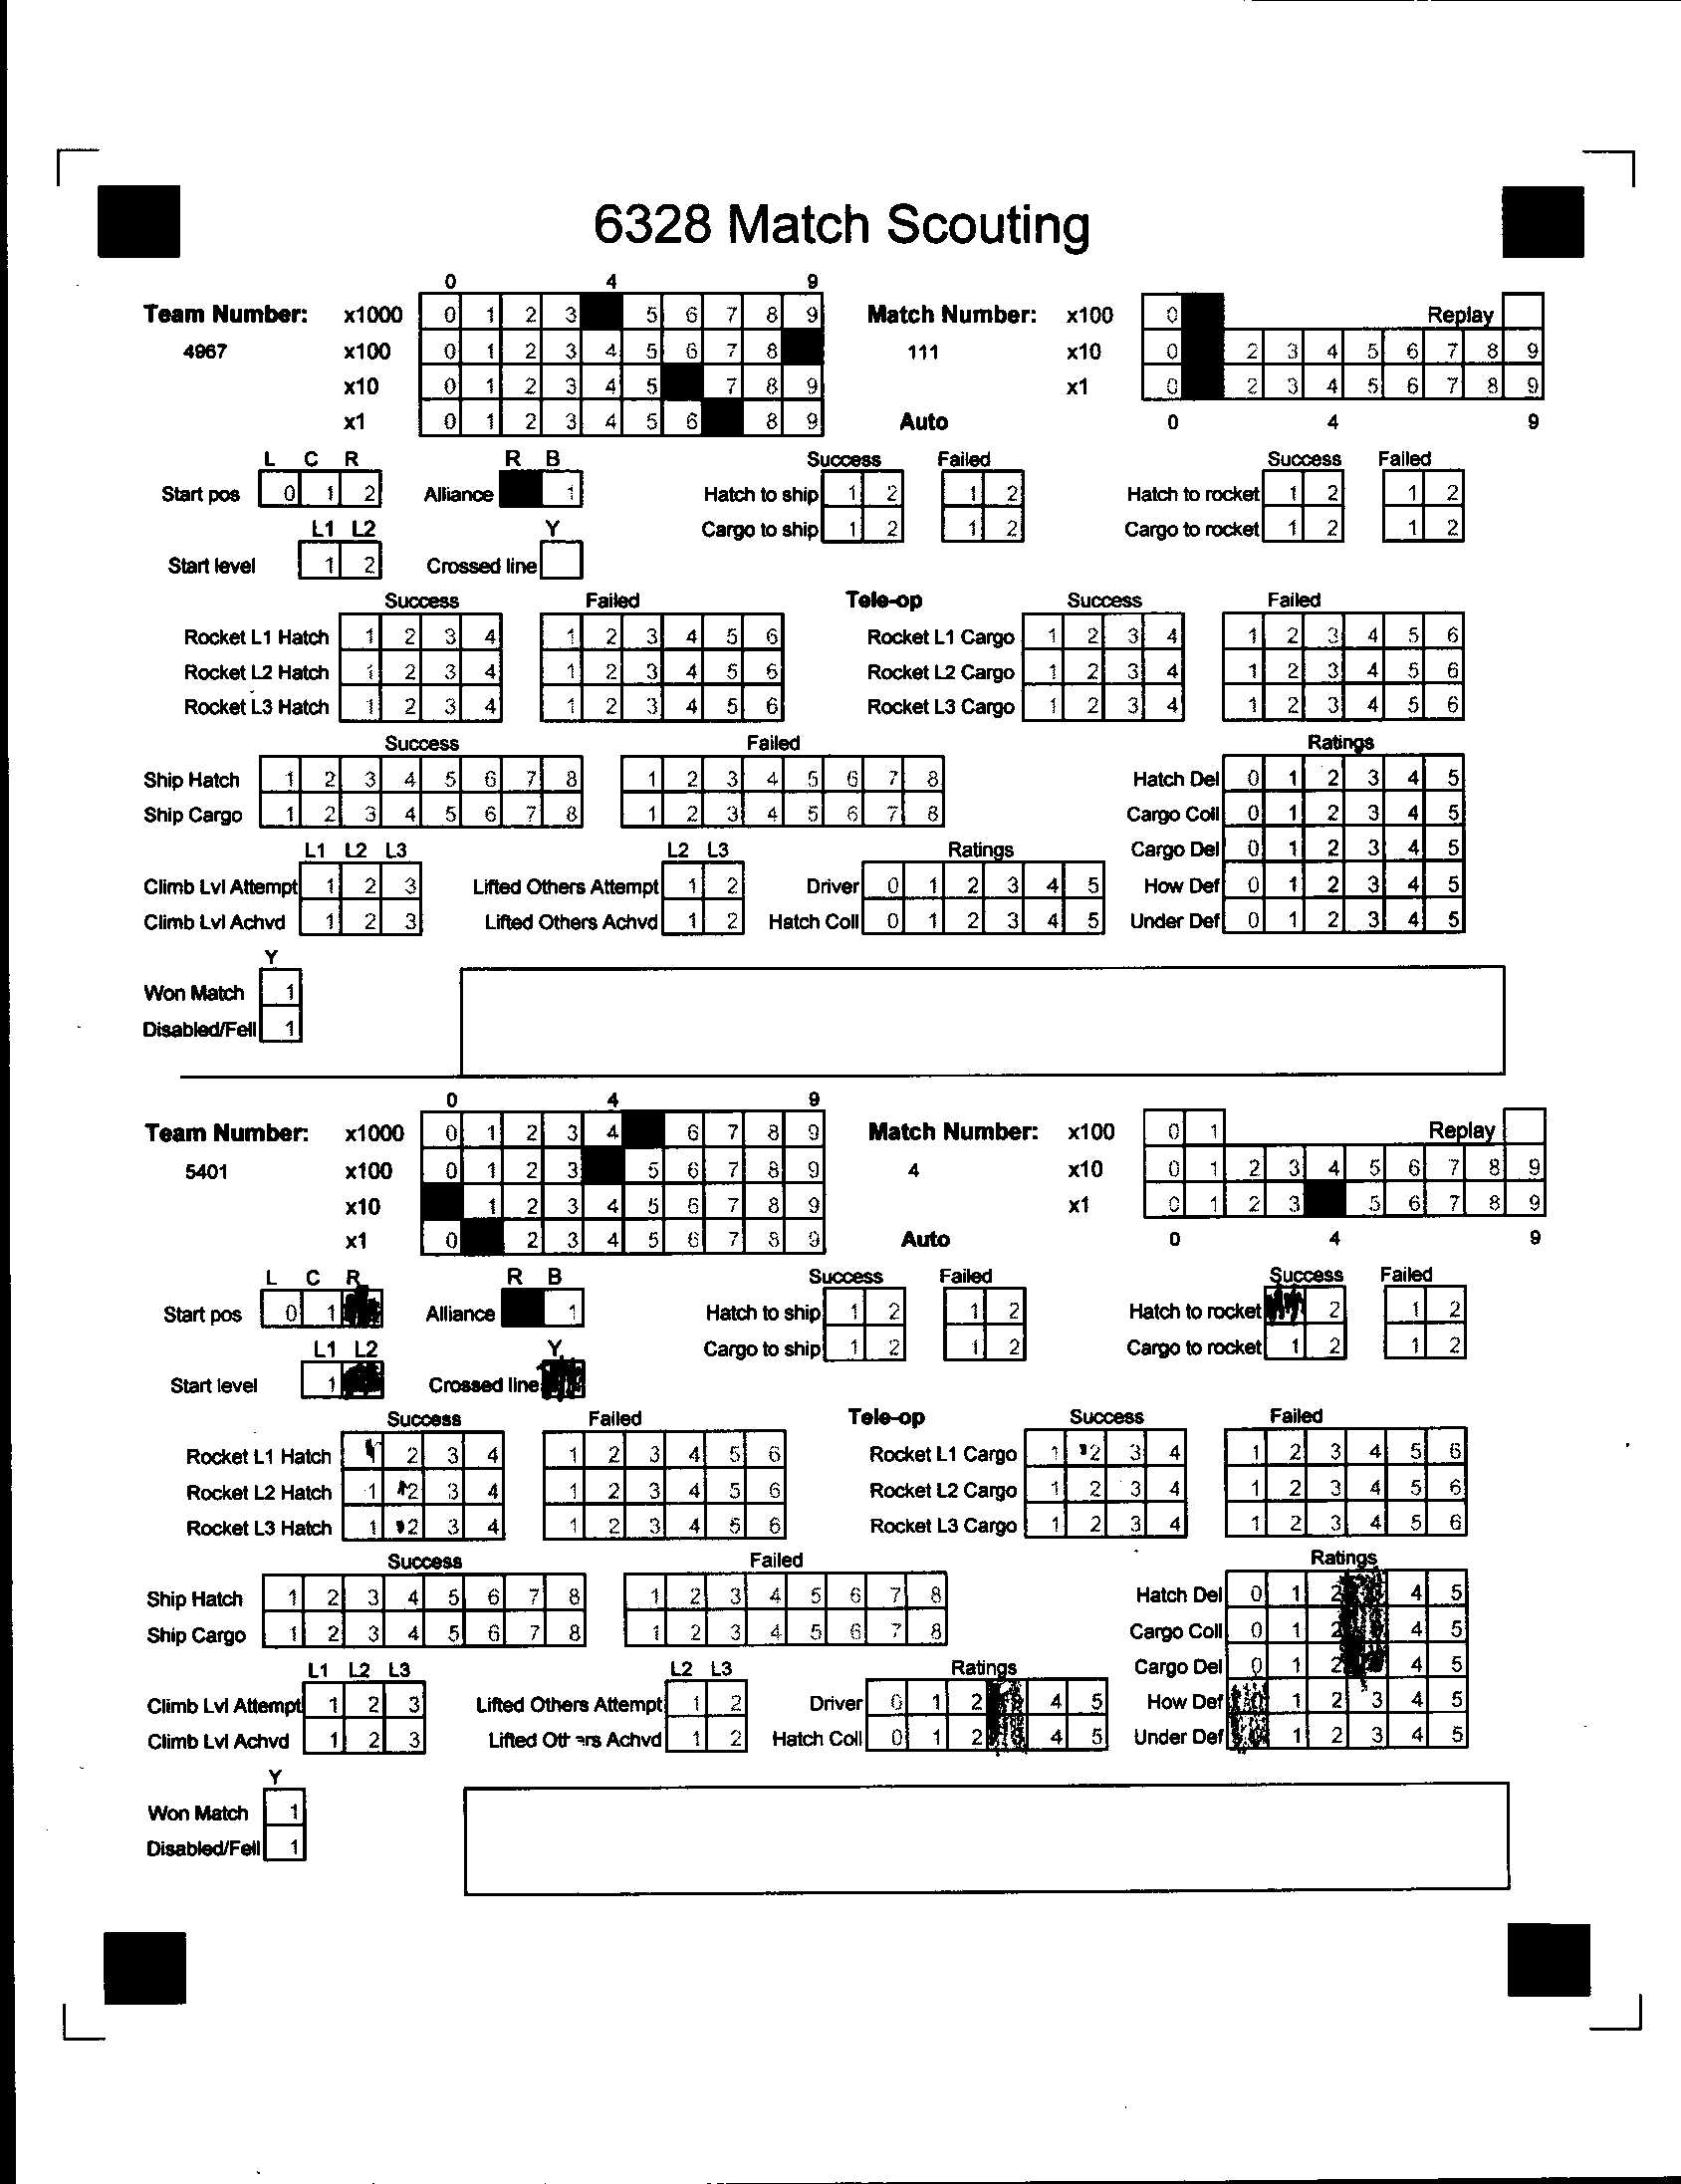 6328 Match Scouting
0 4 9
Team Number: x1000 0 1 2 3 5 6 7 8 9 Match Number: x100 0 Replay
4967 x100 0 1 2 3 4 5 6 7 8 111 x10 0 2 3 4 5 6 7 8 9
x10 0 1 2 3 4 5 7 8 9 x1 0 2 3 4 5 6 7 8 9
x1 0 1 2 3 4 5 6 8 9 Auto 0 4 9
L C R R B Success Failed Success Failed
Start pos 0 1 2 Alliance 1 Hatch to ship 1 2 1 2 Hatch to rocket 1 2 1 2
L1 L2 Y Cargo to ship 1 2 1 2 Cargo to rocket 1 2 1 2
Start level 1 2 Crossed line
Success Failed Tele-op Success Failed
Rocket L1 Hatch 1 2 3 4 1 2 3 4 5 6 Rocket L1 Cargo 1 2 3 4 1 2 3 4 5 6
Rocket L2 Hatch 1 2 3 4 1 2 3 4 5 6 Rocket L2 Cargo 1 2 3 4 1 2 3 4 5 6
Rocket L3 Hatch 1 2 3 4 1 2 3 4 5 6 Rocket L3 Cargo 1 2 3 4 1 2 3 4 5 6
Success Failed Ratings
Ship Hatch 1 2 3 4 5 6 7 8 1 2 3 4 5 6 7 8 Hatch Del 0 1 2 3 4 5
Ship Cargo 1 2 3 4 5 6 7 8 1 2 3 4 5 6 7 8 Cargo Coll 0 1 2 3 4 5
L1 L2 L3 L2 L3 Ratings Cargo Del 0 1 2 3 4 5
Climb Lvl Attempt 1 2 3 Lifted Others Attempt 1 2 Driver 0 1 2 3 4 5 How Def 0 1 2 3 4 5
Climb Lvl Achvd 1 2 3 Lifted Others Achvd 1 2 Hatch Coll 0 1 2 3 4 5 Under Def 0 1 2 3 4 5
Y
Won Match 1
Disabled/Fell 1
0 4 9
Team Number: x1000 0 1 2 3 4 6 7 8 9 Match Number: x100 0 1 Replay
5401 x100 0 1 2 3 5 6 7 8 9 4 x10 0 1 2 3 4 5 6 7 8 9
x10 1 2 3 4 5 6 7 8 9 x1 0 1 2 3 5 6 7 8 9
x1 0 2 3 4 5 6 7 8 9 Auto 0 4 9
L C R R B Success Failed Success Failed
Start pos 0 1 Alliance 1 Hatch to ship 1 2 1 2 Hatch to rocket 2 1 2
L1 L2 Y Cargo to ship 1 2 1 2 Cargo to rocket 1 2 1 2
Start level 1 Crossed line
Success Failed Tele-op Success Failed
Rocket L1 Hatch 1 2 3 4 1 2 3 4 5 6 Rocket L1 Cargo 1 2 3 4 1 2 3 4 5 6
Rocket L2 Hatch 1 2 3 4 1 2 3 4 5 6 Rocket L2 Cargo 1 2 3 4 1 2 3 4 5 6
Rocket L3 Hatch 1 2 3 4 1 2 3 4 5 6 Rocket L3 Cargo 1 2 3 4 1 2 3 4 5 6
Success Failed Ratings
Ship Hatch 1 2 3 4 5 6 7 8 1 2 3 4 5 6 7 8 Hatch Del 0 1 2 4 5
Ship Cargo 1 2 3 4 5 6 7 8 1 2 3 4 5 6 7 8 Cargo Coll 0 1 2 4 5
L1 L2 L3 L2 L3 Ratings Cargo Del 0 1 2 4 5
Climb Lvl Attempt 1 2 3 Lifted Others Attempt 1 2 Driver 0 1 2 4 5 How Def 1 2 3 4 5
Climb Lvl Achvd 1 2 3 Lifted Others Achvd 1 2 Hatch Coll 0 1 2 4 5 Under Def 1 2 3 4 5
Y
Won Match 1
Disabled/Fell 1